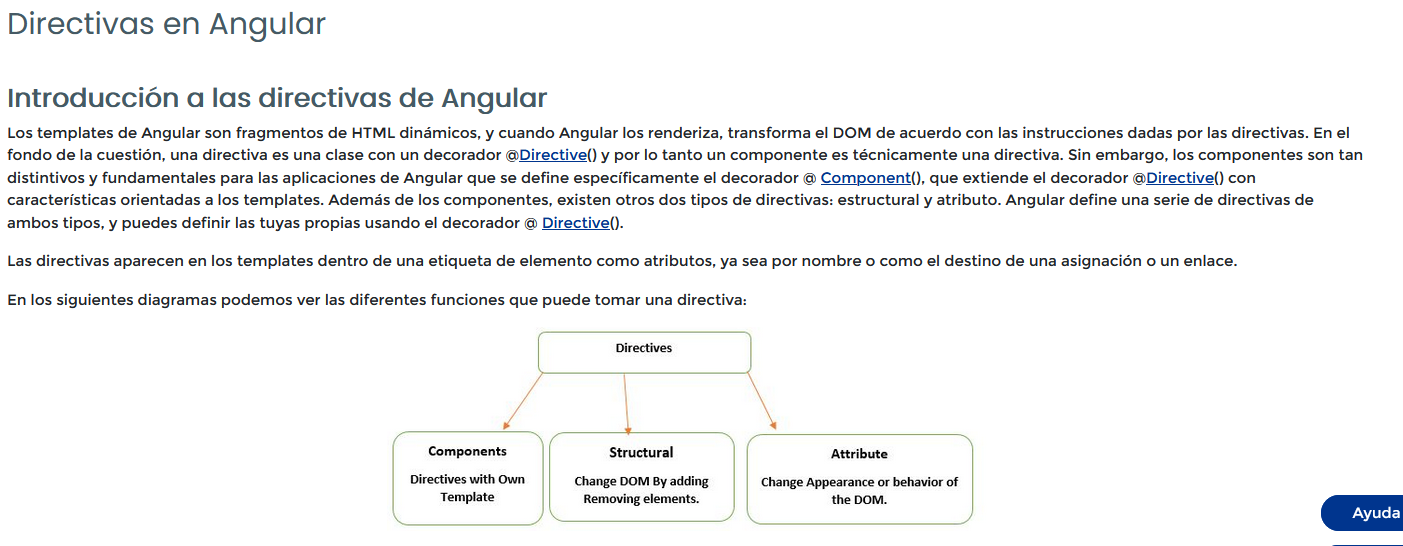 Directivas en Angular
Introducción a las directivas de Angular
Los templates de Angular son fragmentos de HTML dinámicos, y cuando Angular los renderiza, transforma el DOM de acuerdo con las instrucciones dadas por las directivas. En el
fondo de la cuestión, una directiva es una clase con un decorador @Directive() y por lo tanto un componente es técnicamente una directiva. Sin embargo, los componentes son tan
distintivos y fundamentales para las aplicaciones de Angular que se define específicamente el decorador @ Component(), que extiende el decorador @Directive() con
características orientadas a los templates. Además de los componentes, existen otros dos tipos de directivas: estructural y atributo. Angular define una serie de directivas de
ambos tipos, y puedes definir las tuyas propias usando el decorador @ Directive().
Las directivas aparecen en los templates dentro de una etiqueta de elemento como atributos, ya sea por nombre o como el destino de una asignación o un enlace.
En los siguientes diagramas podemos ver las diferentes funciones que puede tomar una directiva:
Directives
Components
Directives with Own
Template
Structural
Change DOM By adding
Removing elements.
Attribute
Change Appearance or behavior of
the DOM.
Ayuda